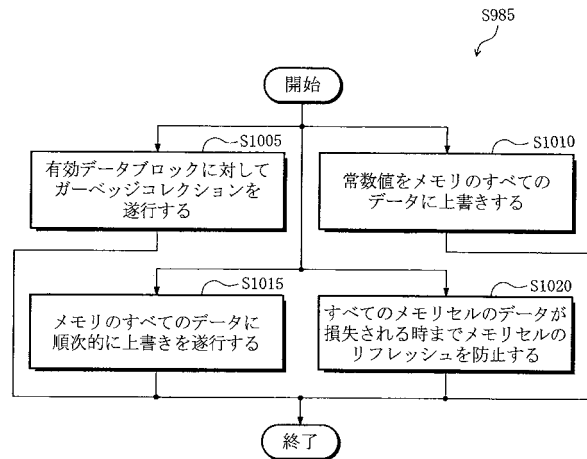 S985
開始
S1005
有効データブロックに対して
ガーベッジコレクションを
遂行する
S1010
常数値をメモリのすべての
データに上書きする
S1015
メモリのすべてのデータに
順次的に上書きを遂行する
S1020
すべてのメモリセルのデータが
損失される時までメモリセルの
リフレッシュを防止する
終了